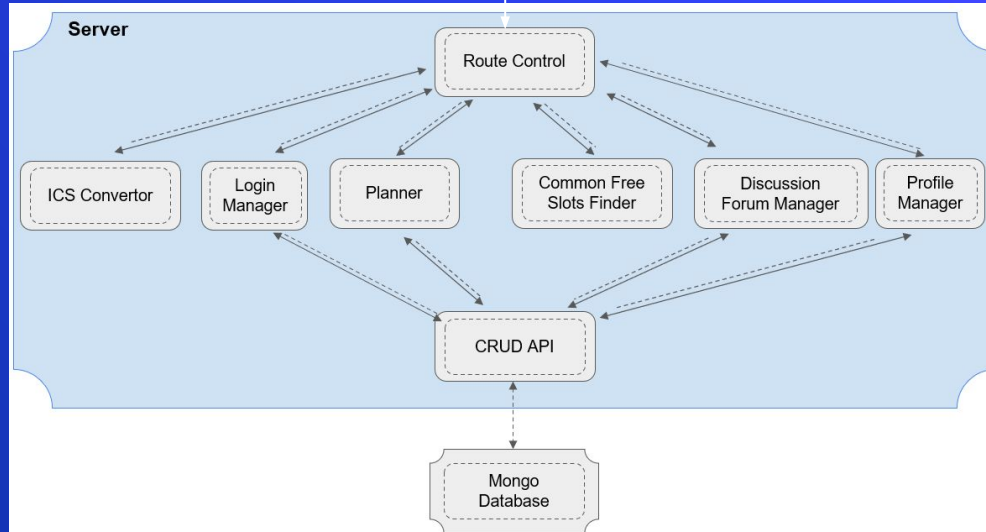 Server
Route Control
ICS Convertor
Login
Manager
Planner
Common Free
Slots Finder
Discussion
Forum Manager
Profile
Manager
CRUD API
Mongo
Database